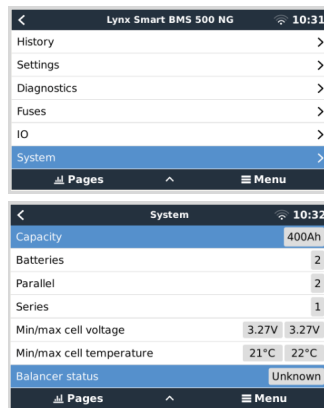 Lynx Smart BMS 500 NG 10:31
History
Settings
Diagnostics
Fuses
IO
System
Pages Menu
System 10:32
Capacity 400Ah
Batteries 2
Parallel 2
Series 1
Min/max cell voltage 3.27V 3.27V
Min/max cell temperature 21°C 22°C
Balancer status Unknown
Pages Menu